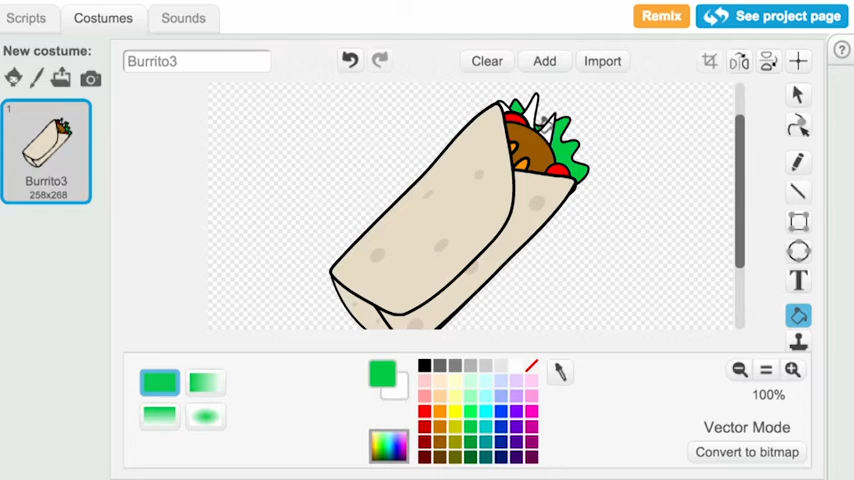 Scripts Costumes Sounds
Remix
See project page
New costume:
Burrito3
Clear
Add
Import
1
Burrito3
258x268
T
100%
Vector Mode
Convert to bitmap
?